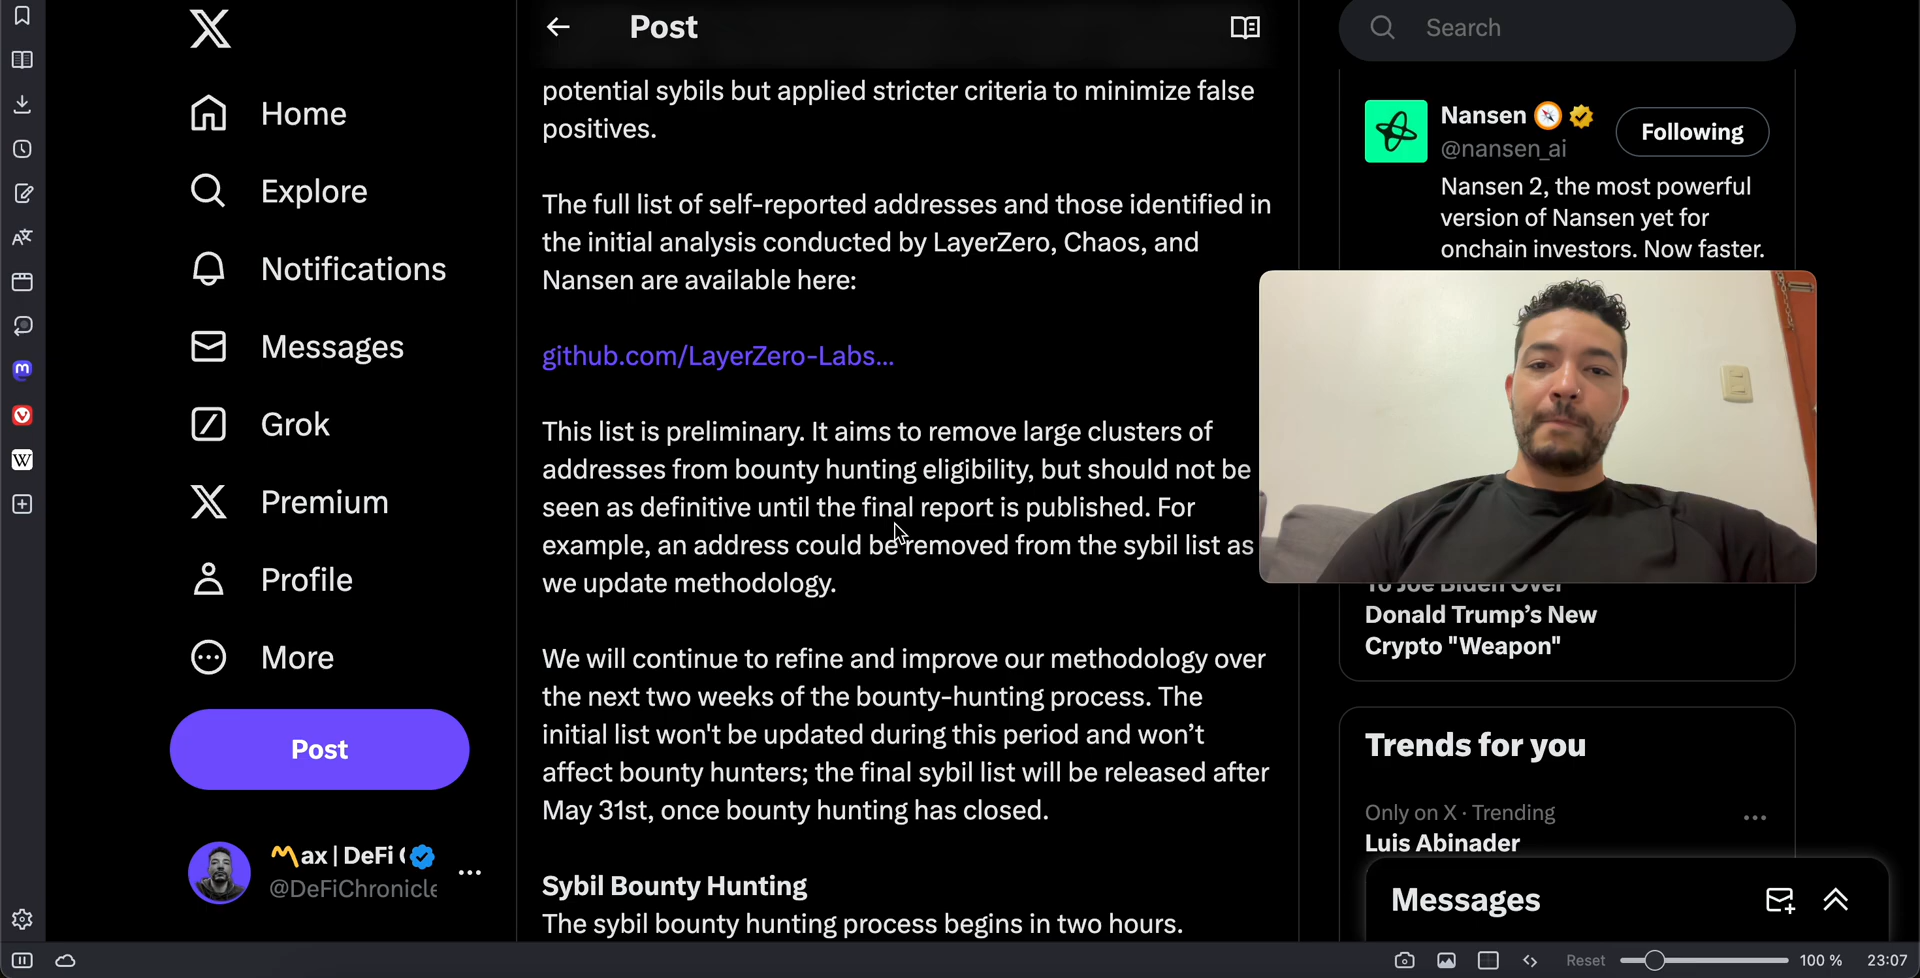 Post
Search
Home
Explore
Notifications
Messages
Grok
Premium
Profile
More
Post
ax | DeFi
@DeFiChronicle
potential sybils but applied stricter criteria to minimize false
positives.
The full list of self-reported addresses and those identified in
the initial analysis conducted by LayerZero, Chaos, and
Nansen are available here:
github.com/LayerZero-Labs...
This list is preliminary. It aims to remove large clusters of
addresses from bounty hunting eligibility, but should not be
seen as definitive until the final report is published. For
example, an address could be removed from the sybil list as
we update methodology.
We will continue to refine and improve our methodology over
the next two weeks of the bounty-hunting process. The
initial list won't be updated during this period and won’t
affect bounty hunters; the final sybil list will be released after
May 31st, once bounty hunting has closed.
Sybil Bounty Hunting
The sybil bounty hunting process begins in two hours.
Nansen
@nansen_ai
Following
Nansen 2, the most powerful
version of Nansen yet for
onchain investors. Now faster.
To Joe Biden Over
Donald Trump’s New
Crypto "Weapon"
Trends for you
Only on X · Trending
Luis Abinader
Messages
Reset
100 %
23:07